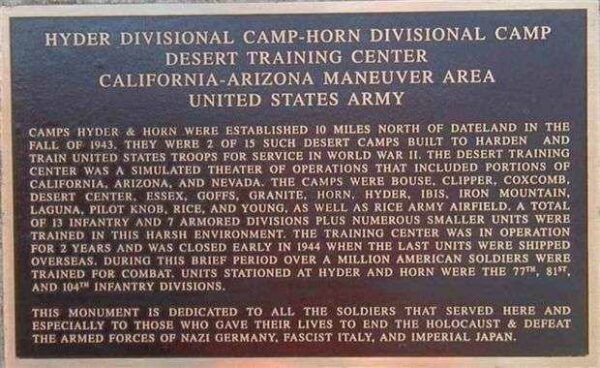 HYDER DIVISIONAL CAMP-HORN DIVISIONAL CAMP
DESERT TRAINING CENTER
CALIFORNIA-ARIZONA MANEUVER AREA
UNITED STATES ARMY
CAMPS HYDER & HORN WERE ESTABLISHED 10 MILES NORTH OF DATELAND IN THE
FALL OF 1943. THEY WERE 2 OF 15 SUCH DESERT CAMPS BUILT TO HARDEN AND
TRAIN UNITED STATES TROOPS FOR SERVICE IN WORLD WAR II. THE DESERT TRAINING
CENTER WAS A SIMULATED THEATER OF OPERATIONS THAT INCLUDED PORTIONS OF
CALIFORNIA, ARIZONA, AND NEVADA. THE CAMPS WERE BOUSE, CLIPPER, COXCOMB,
DESERT CENTER, ESSEX, GOFFS, GRANITE, HORN, HYDER, IBIS, IRON MOUNTAIN,
LAGUNA, PILOT KNOB, RICE, AND YOUNG, AS WELL AS RICE ARMY AIRFIELD. A TOTAL
OF 13 INFANTRY AND 7 ARMORED DIVISIONS PLUS NUMEROUS SMALLER UNITS WERE
TRAINED IN THIS HARSH ENVIRONMENT. THE TRAINING CENTER WAS IN OPERATION
FOR 2 YEARS AND WAS CLOSED EARLY IN 1944 WHEN THE LAST UNITS WERE SHIPPED
OVERSEAS. DURING THIS BRIEF PERIOD OVER A MILLION AMERICAN SOLDIERS WERE
TRAINED FOR COMBAT. UNITS STATIONED AT HYDER AND HORN WERE THE 77TH, 81ST,
AND 104TH INFANTRY DIVISIONS.
THIS MONUMENT IS DEDICATED TO ALL THE SOLDIERS THAT SERVED HERE AND
ESPECIALLY TO THOSE WHO GAVE THEIR LIVES TO END THE HOLOCAUST & DEFEAT
THE ARMED FORCES OF NAZI GERMANY, FASCIST ITALY, AND IMPERIAL JAPAN.